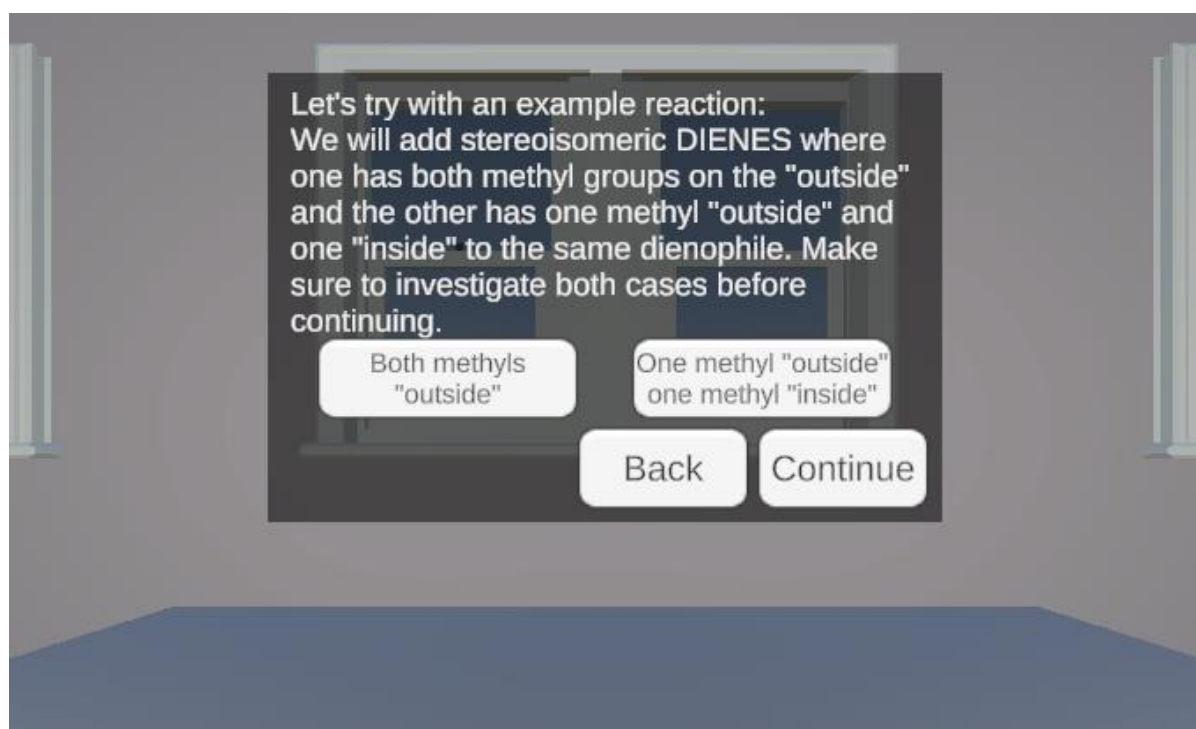 Let's try with an example reaction:
We will add stereoisomeric DIENES where
one has both methyl groups on the "outside"
and the other has one methyl "outside" and
one "inside" to the same dienophile. Make
sure to investigate both cases before
continuing.
Both methyls
"outside"
One methyl "outside"
one methyl "inside"
Back
Continue